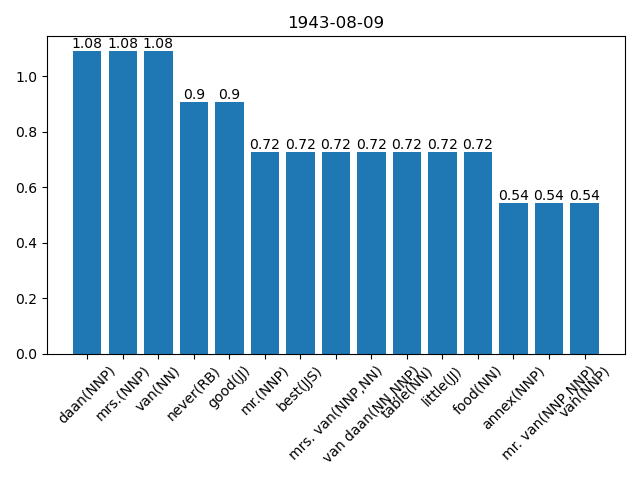 1943-08-09
1.08 1.08 1.08 0.9 0.9 0.72 0.72 0.72 0.72 0.72 0.72 0.72 0.54 0.54 0.54
1.0
0.8
0.6
0.4
0.2
0.0
daan(NNP)
mrs.(NNP)
van(NN)
never(RB)
good(JJ)
mr.(NNP)
best(JJS)
mrs. van(NNP,NN)
van daan(NN,NNP)
table(NN)
little(JJ)
food(NN)
annex(NNP)
mr. van(NNP,NNP)
van(NNP)